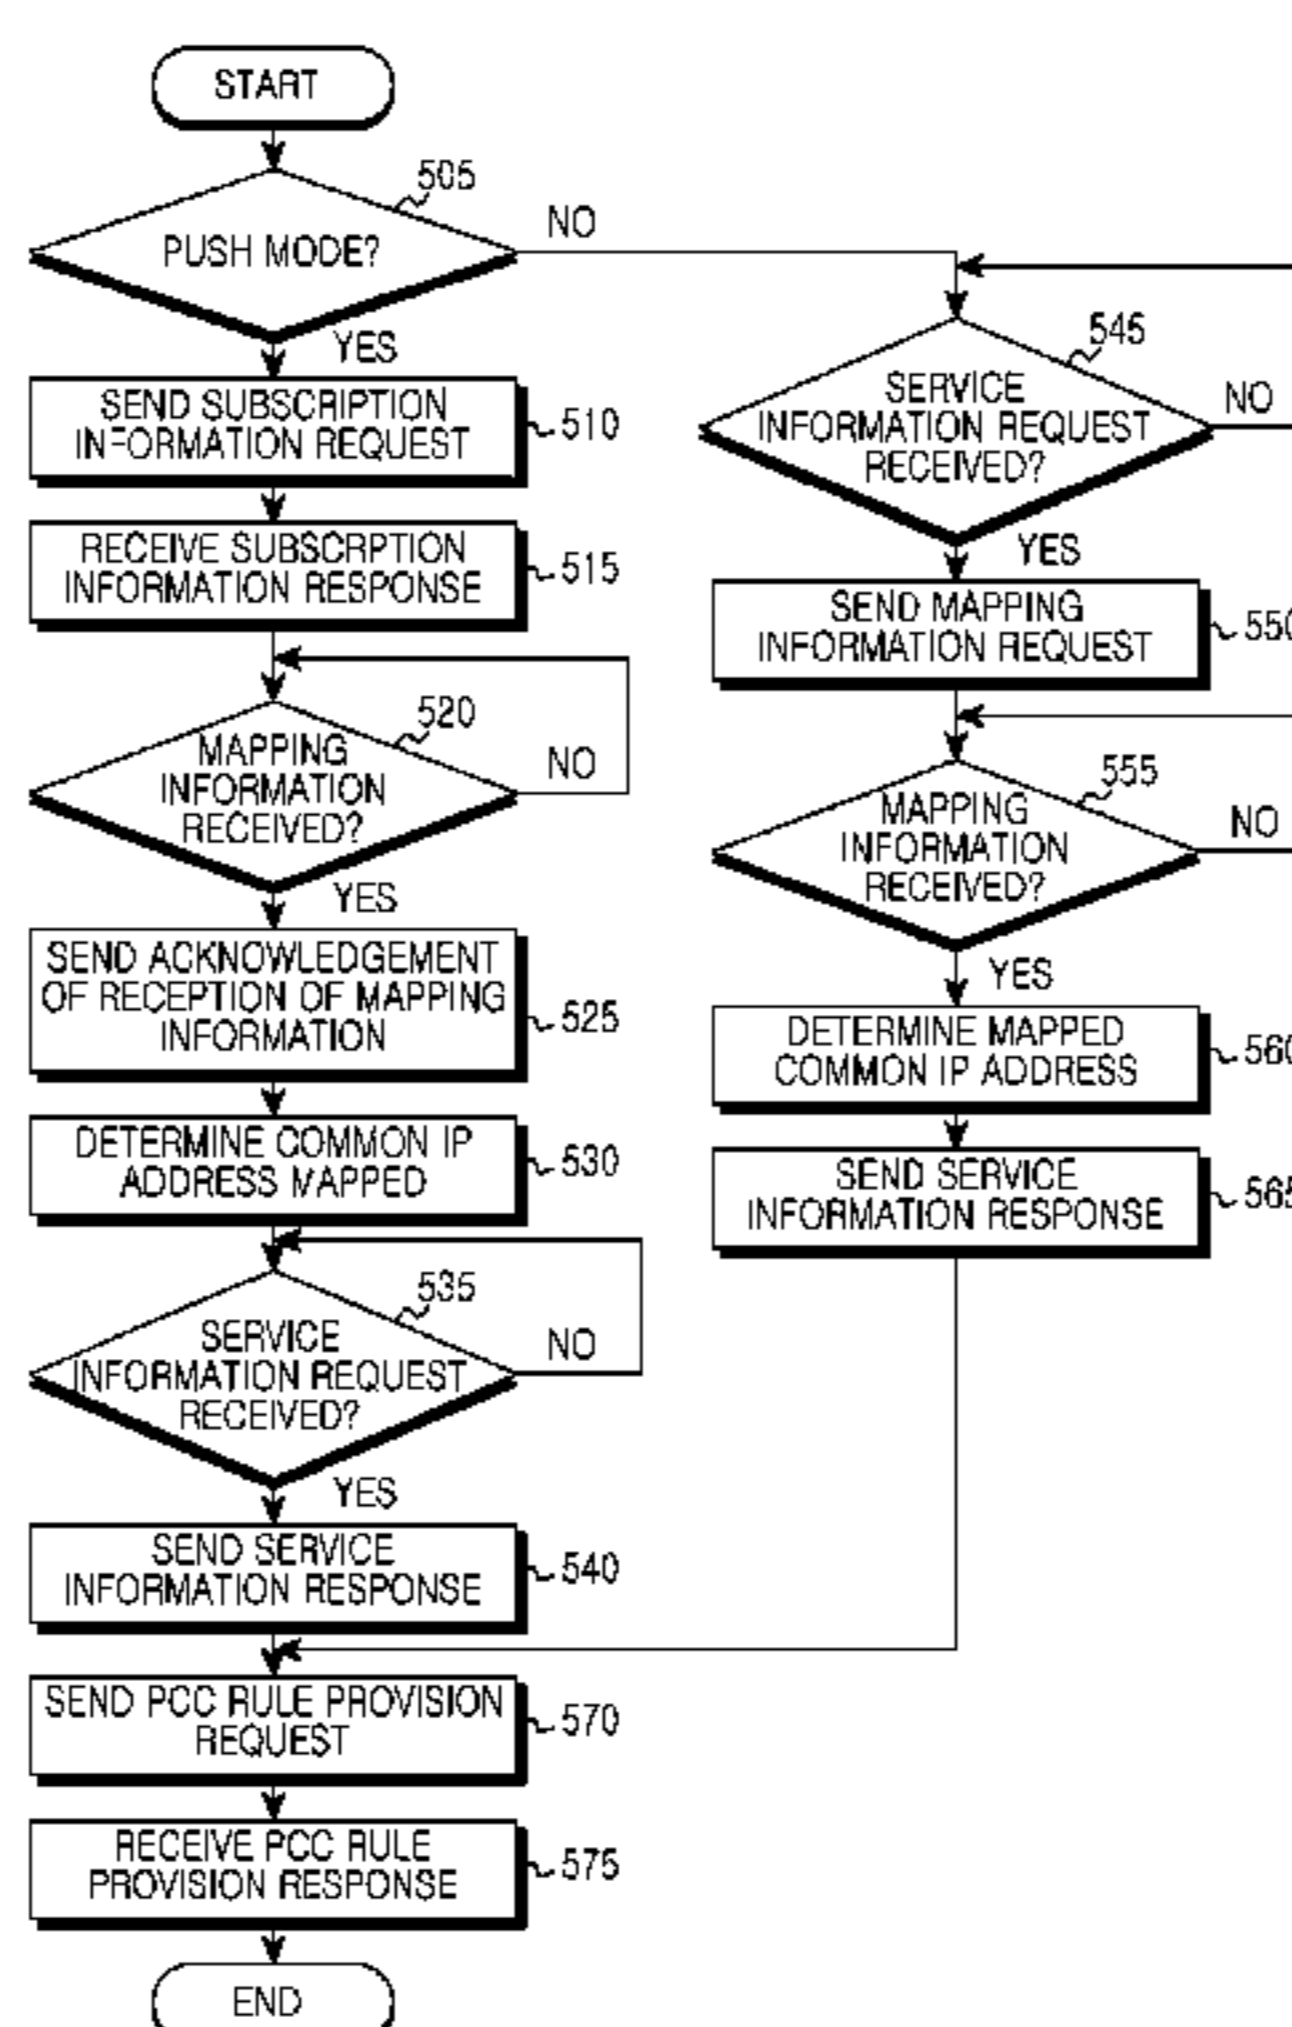 START
505
PUSH MODE?
NO
YES
SEND SUBSCRIPTION
INFORMATION REQUEST
510
RECEIVE SUBSCRPTION
INFORMATION RESPONSE
515
520
MAPPING
INFORMATION
RECEIVED?
NO
YES
SEND ACKNOWLEDGEMENT
OF RECEPTION OF MAPPING
INFORMATION
525
DETERMINE COMMON IP
ADDRESS MAPPED
530
535
SERVICE
INFORMATION REQUEST
RECEIVED?
NO
YES
SEND SERVICE
INFORMATION RESPONSE
540
545
SERVICE
INFORMATION REQUEST
RECEIVED?
NO
YES
SEND MAPPING
INFORMATION REQUEST
550
555
MAPPING
INFORMATION
RECEIVED?
NO
YES
DETERMINE MAPPED
COMMON IP ADDRESS
560
SEND SERVICE
INFORMATION RESPONSE
565
SEND PCC RULE PROVISION
REQUEST
570
RECEIVE PCC RULE
PROVISION RESPONSE
575
END